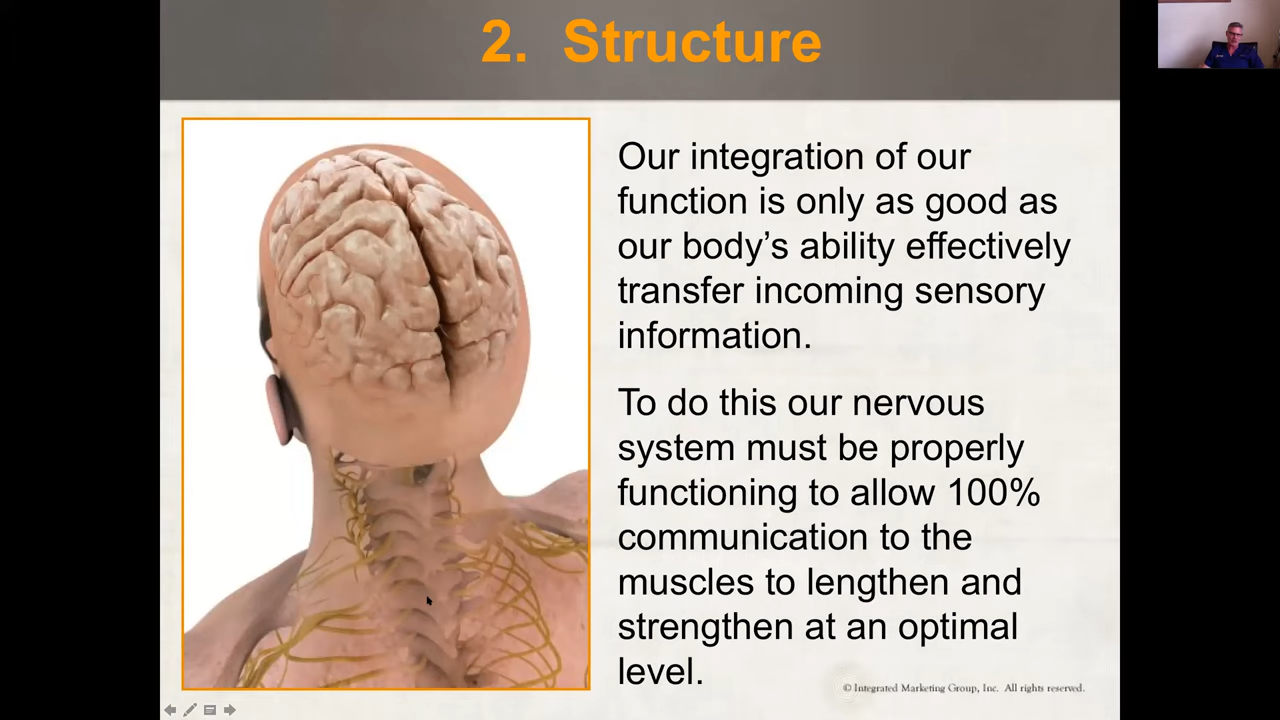 2. Structure
Our integration of our
function is only as good as
our body’s ability effectively
transfer incoming sensory
information.
To do this our nervous
system must be properly
functioning to allow 100%
communication to the
muscles to lengthen and
strengthen at an optimal
level.
© Integrated Marketing Group, Inc. All rights reserved.